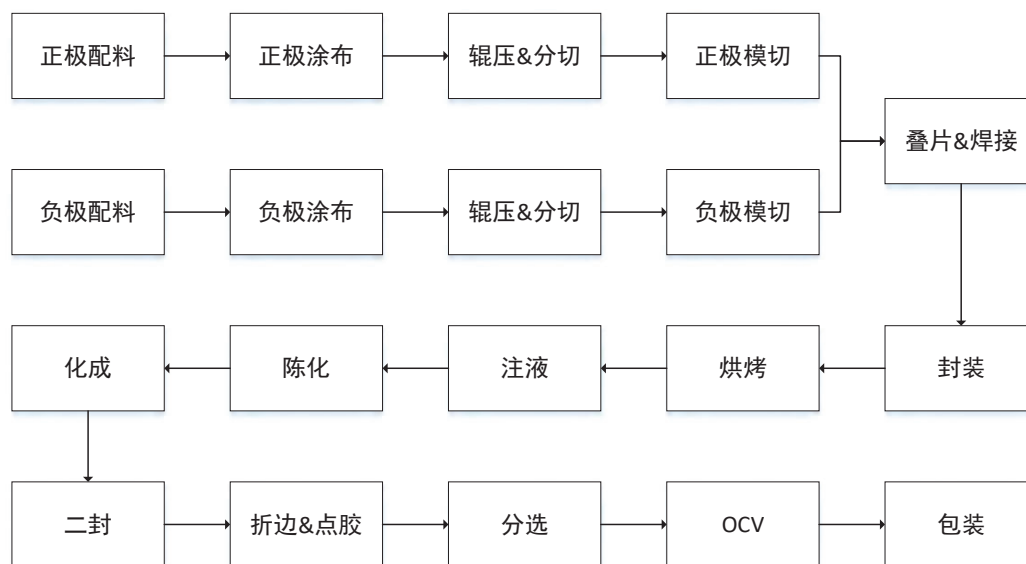 正极配料
正极涂布
辊压&分切
正极模切
叠片&焊接
负极配料
负极涂布
辊压&分切
负极模切
化成
陈化
注液
烘烤
封装
二封
折边&点胶
分选
OCV
包装